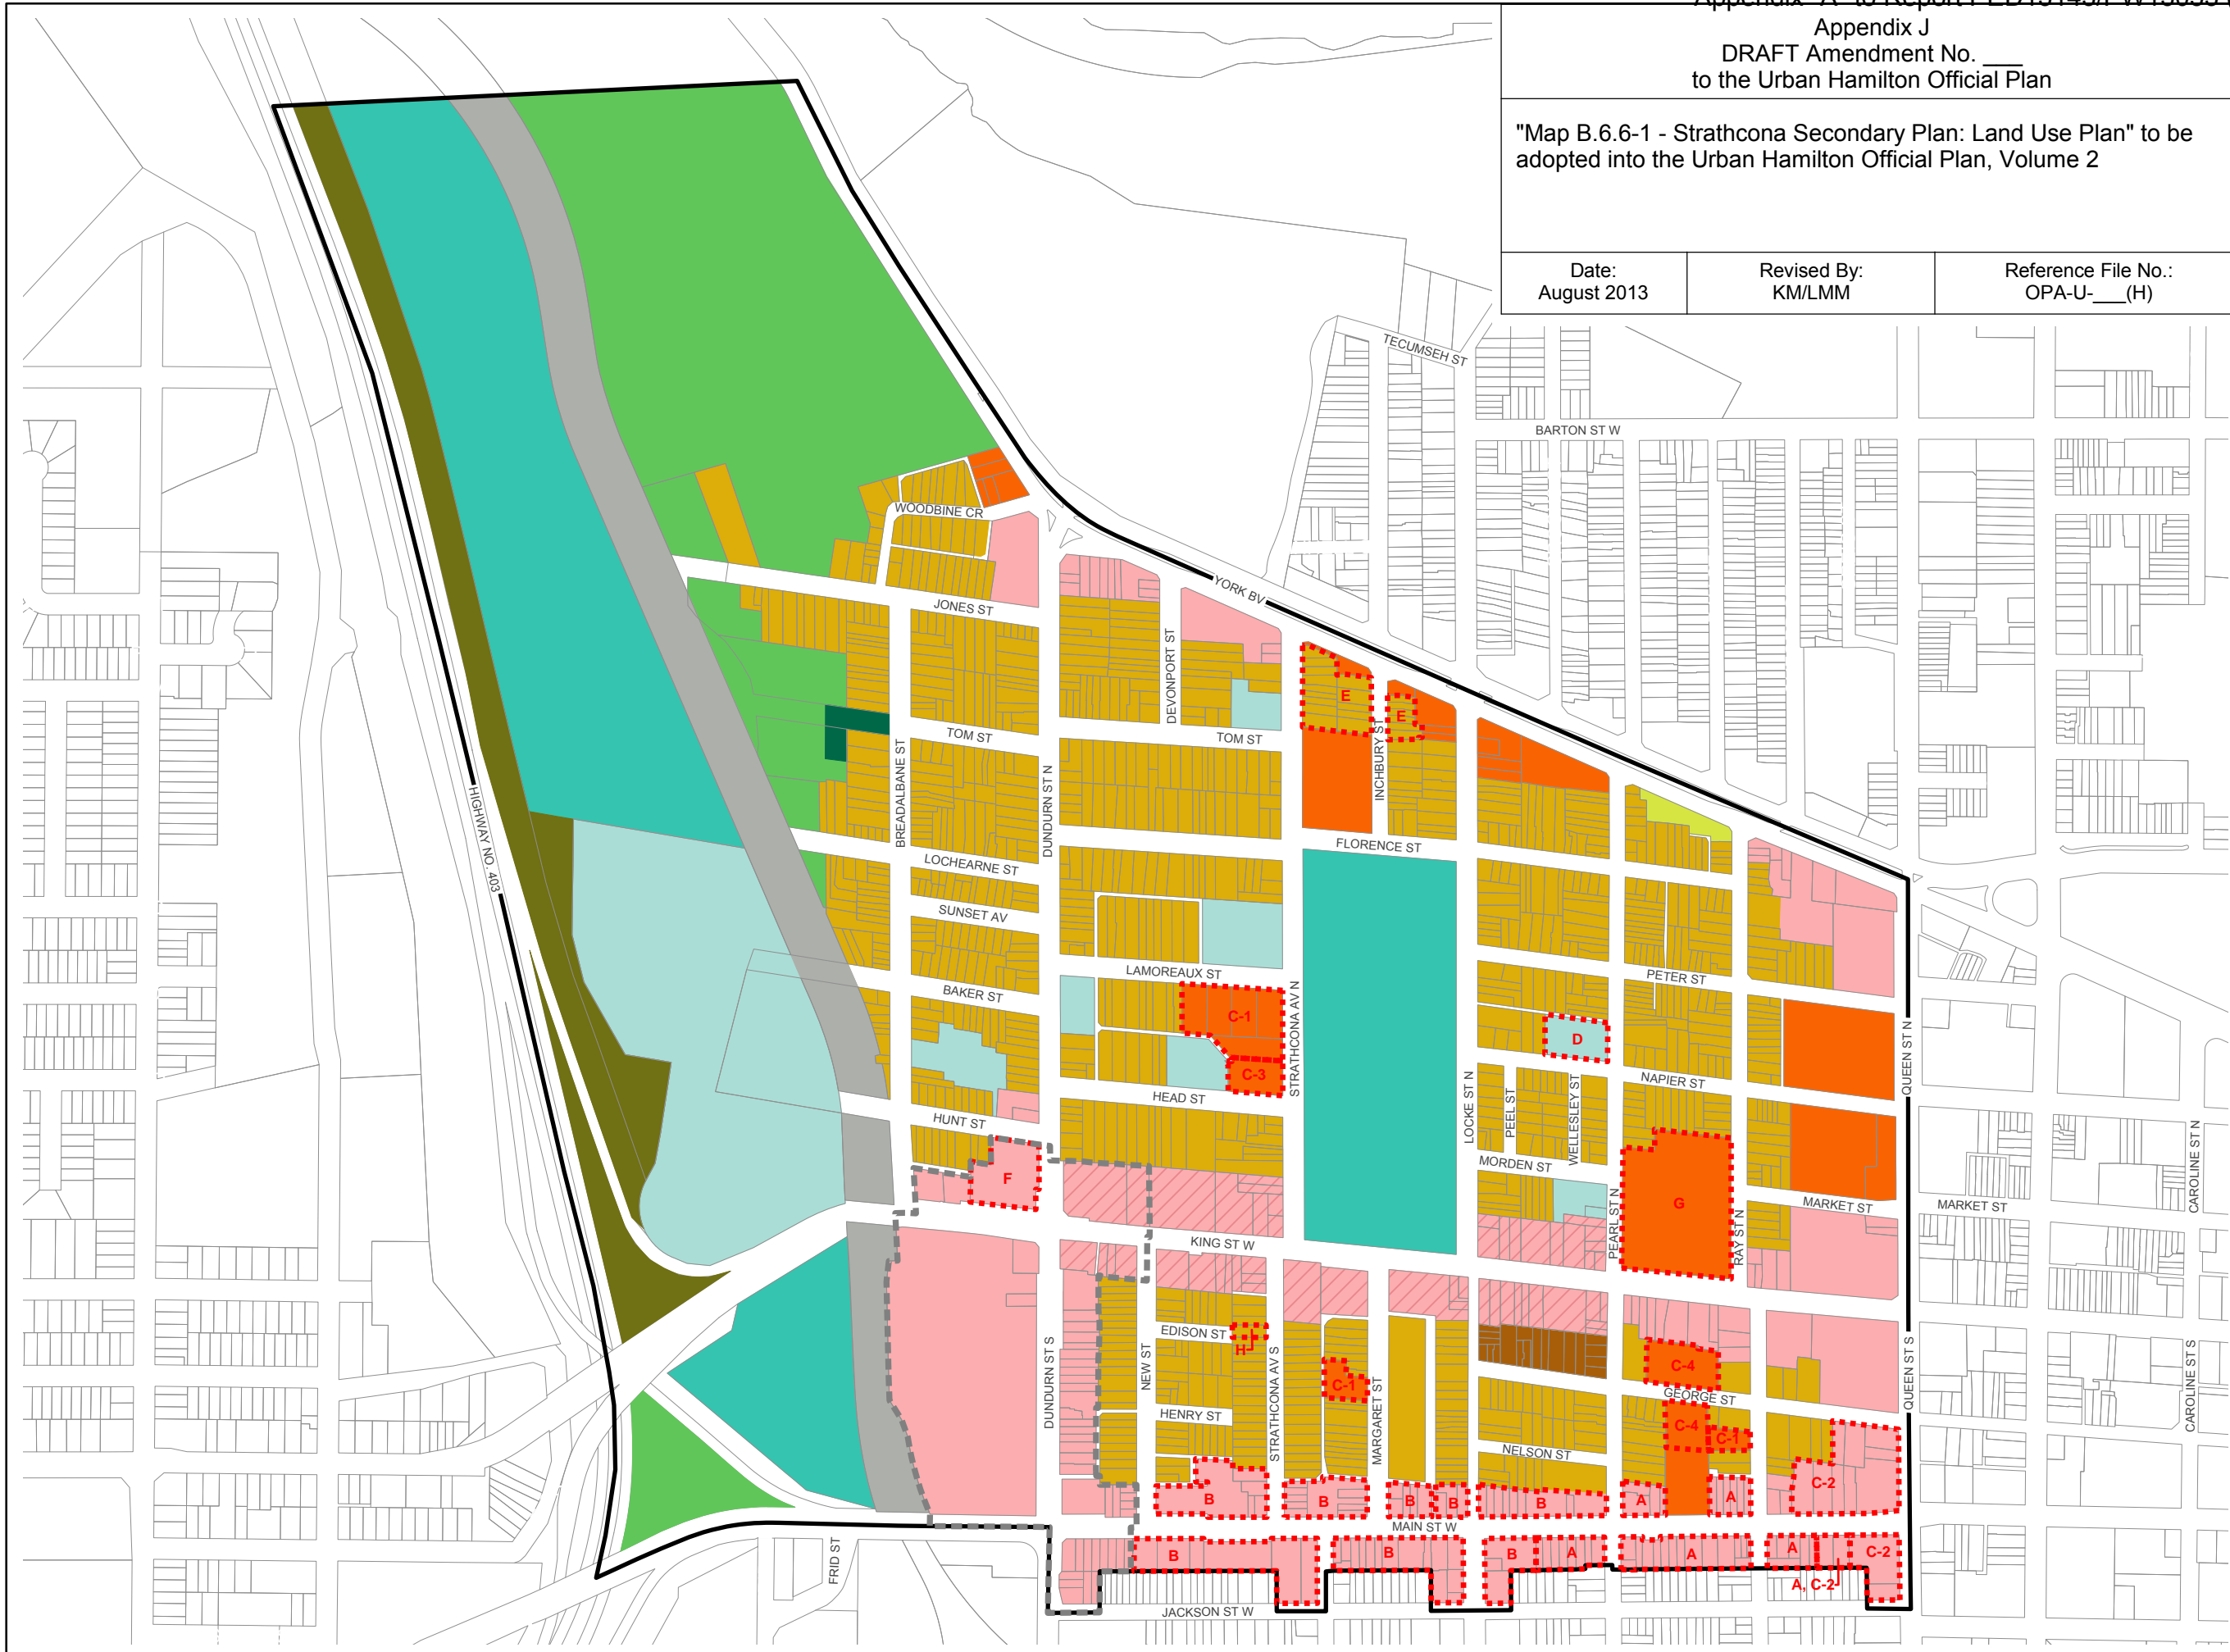 Appendix "A" to Report PED13145/PW13055
Appendix J
DRAFT Amendment No. ___
to the Urban Hamilton Official Plan
"Map B.6.6-1 - Strathcona Secondary Plan: Land Use Plan" to be
adopted into the Urban Hamilton Official Plan, Volume 2
Date:
August 2013
Revised By:
KM/LMM
Reference File No.:
OPA-U-___(H)
TECUMSEH ST
BARTON ST W
WOODBINE CR
YORK BV
JONES ST
DEVONPORT ST
E
E
TOM ST
TOM ST
INCHBURY ST
BREADALBANE ST
DUNDURN ST N
HIGHWAY NO. 403
FLORENCE ST
LOCHEARNE ST
SUNSET AV
LAMOREAUX ST
PETER ST
BAKER ST
C-1
STRATHCONA AV N
D
QUEEN ST N
C-3
NAPIER ST
HEAD ST
LOCKE ST N
PEEL ST
WELLESLEY ST
HUNT ST
MORDEN ST
CAROLINE ST N
F
G
MARKET ST
MARKET ST
PEARL ST N
RAY ST N
KING ST W
EDISON ST
H
NEW ST
DUNDURN ST S
STRATHCONA AV S
C-1
MARGARET ST
C-4
GEORGE ST
QUEEN ST S
CAROLINE ST S
HENRY ST
C-4
C-1
NELSON ST
C-2
B
B
B
B
B
A
A
MAIN ST W
B
B
B
A
A
A
C-2
A, C-2
FRID ST
JACKSON ST W